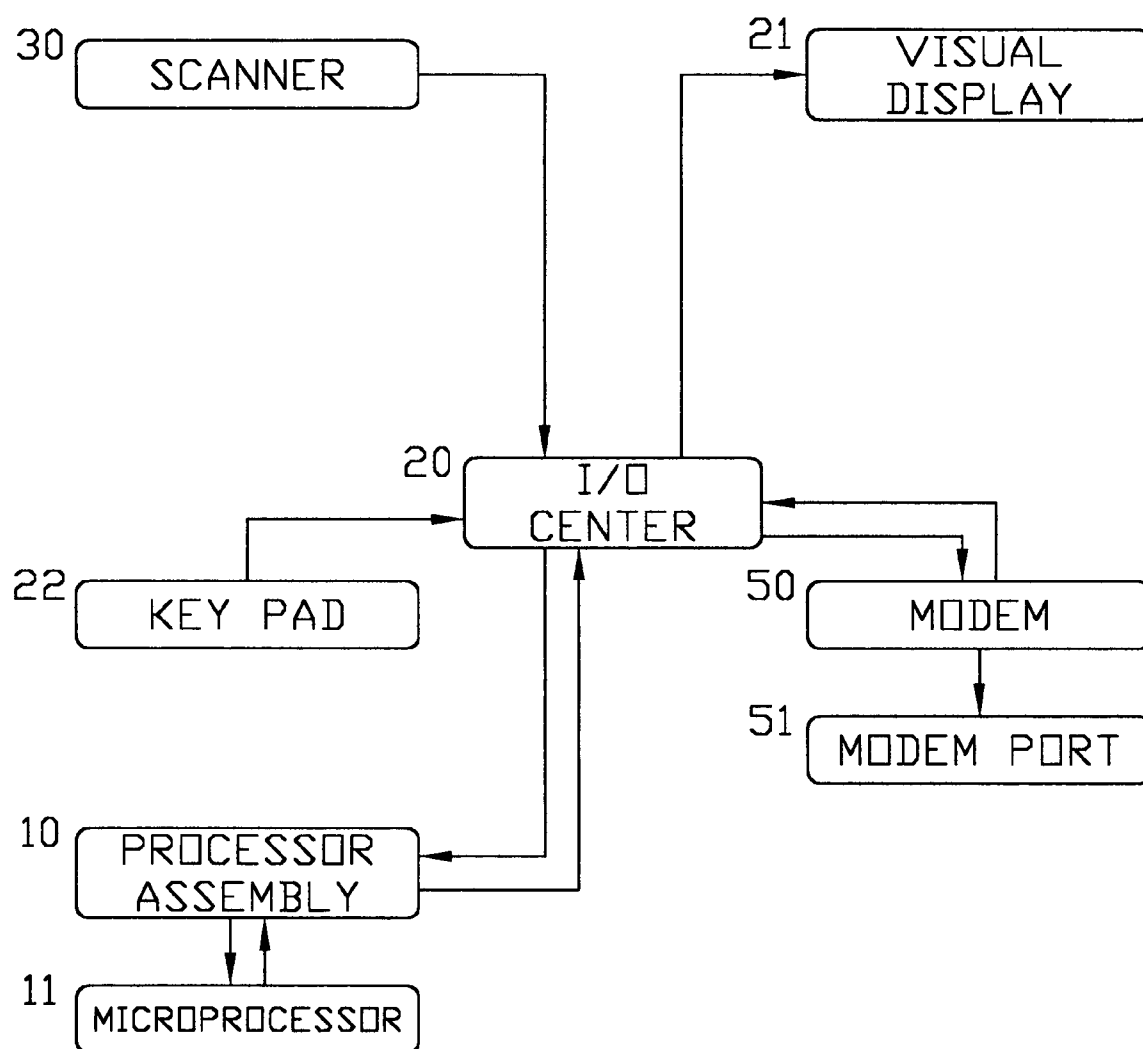 30
SCANNER
21
VISUAL
DISPLAY
20
I/O
CENTER
22
KEY PAD
50
MODEM
51
MODEM PORT
10
PROCESSOR
ASSEMBLY
11
MICROPROCESSOR